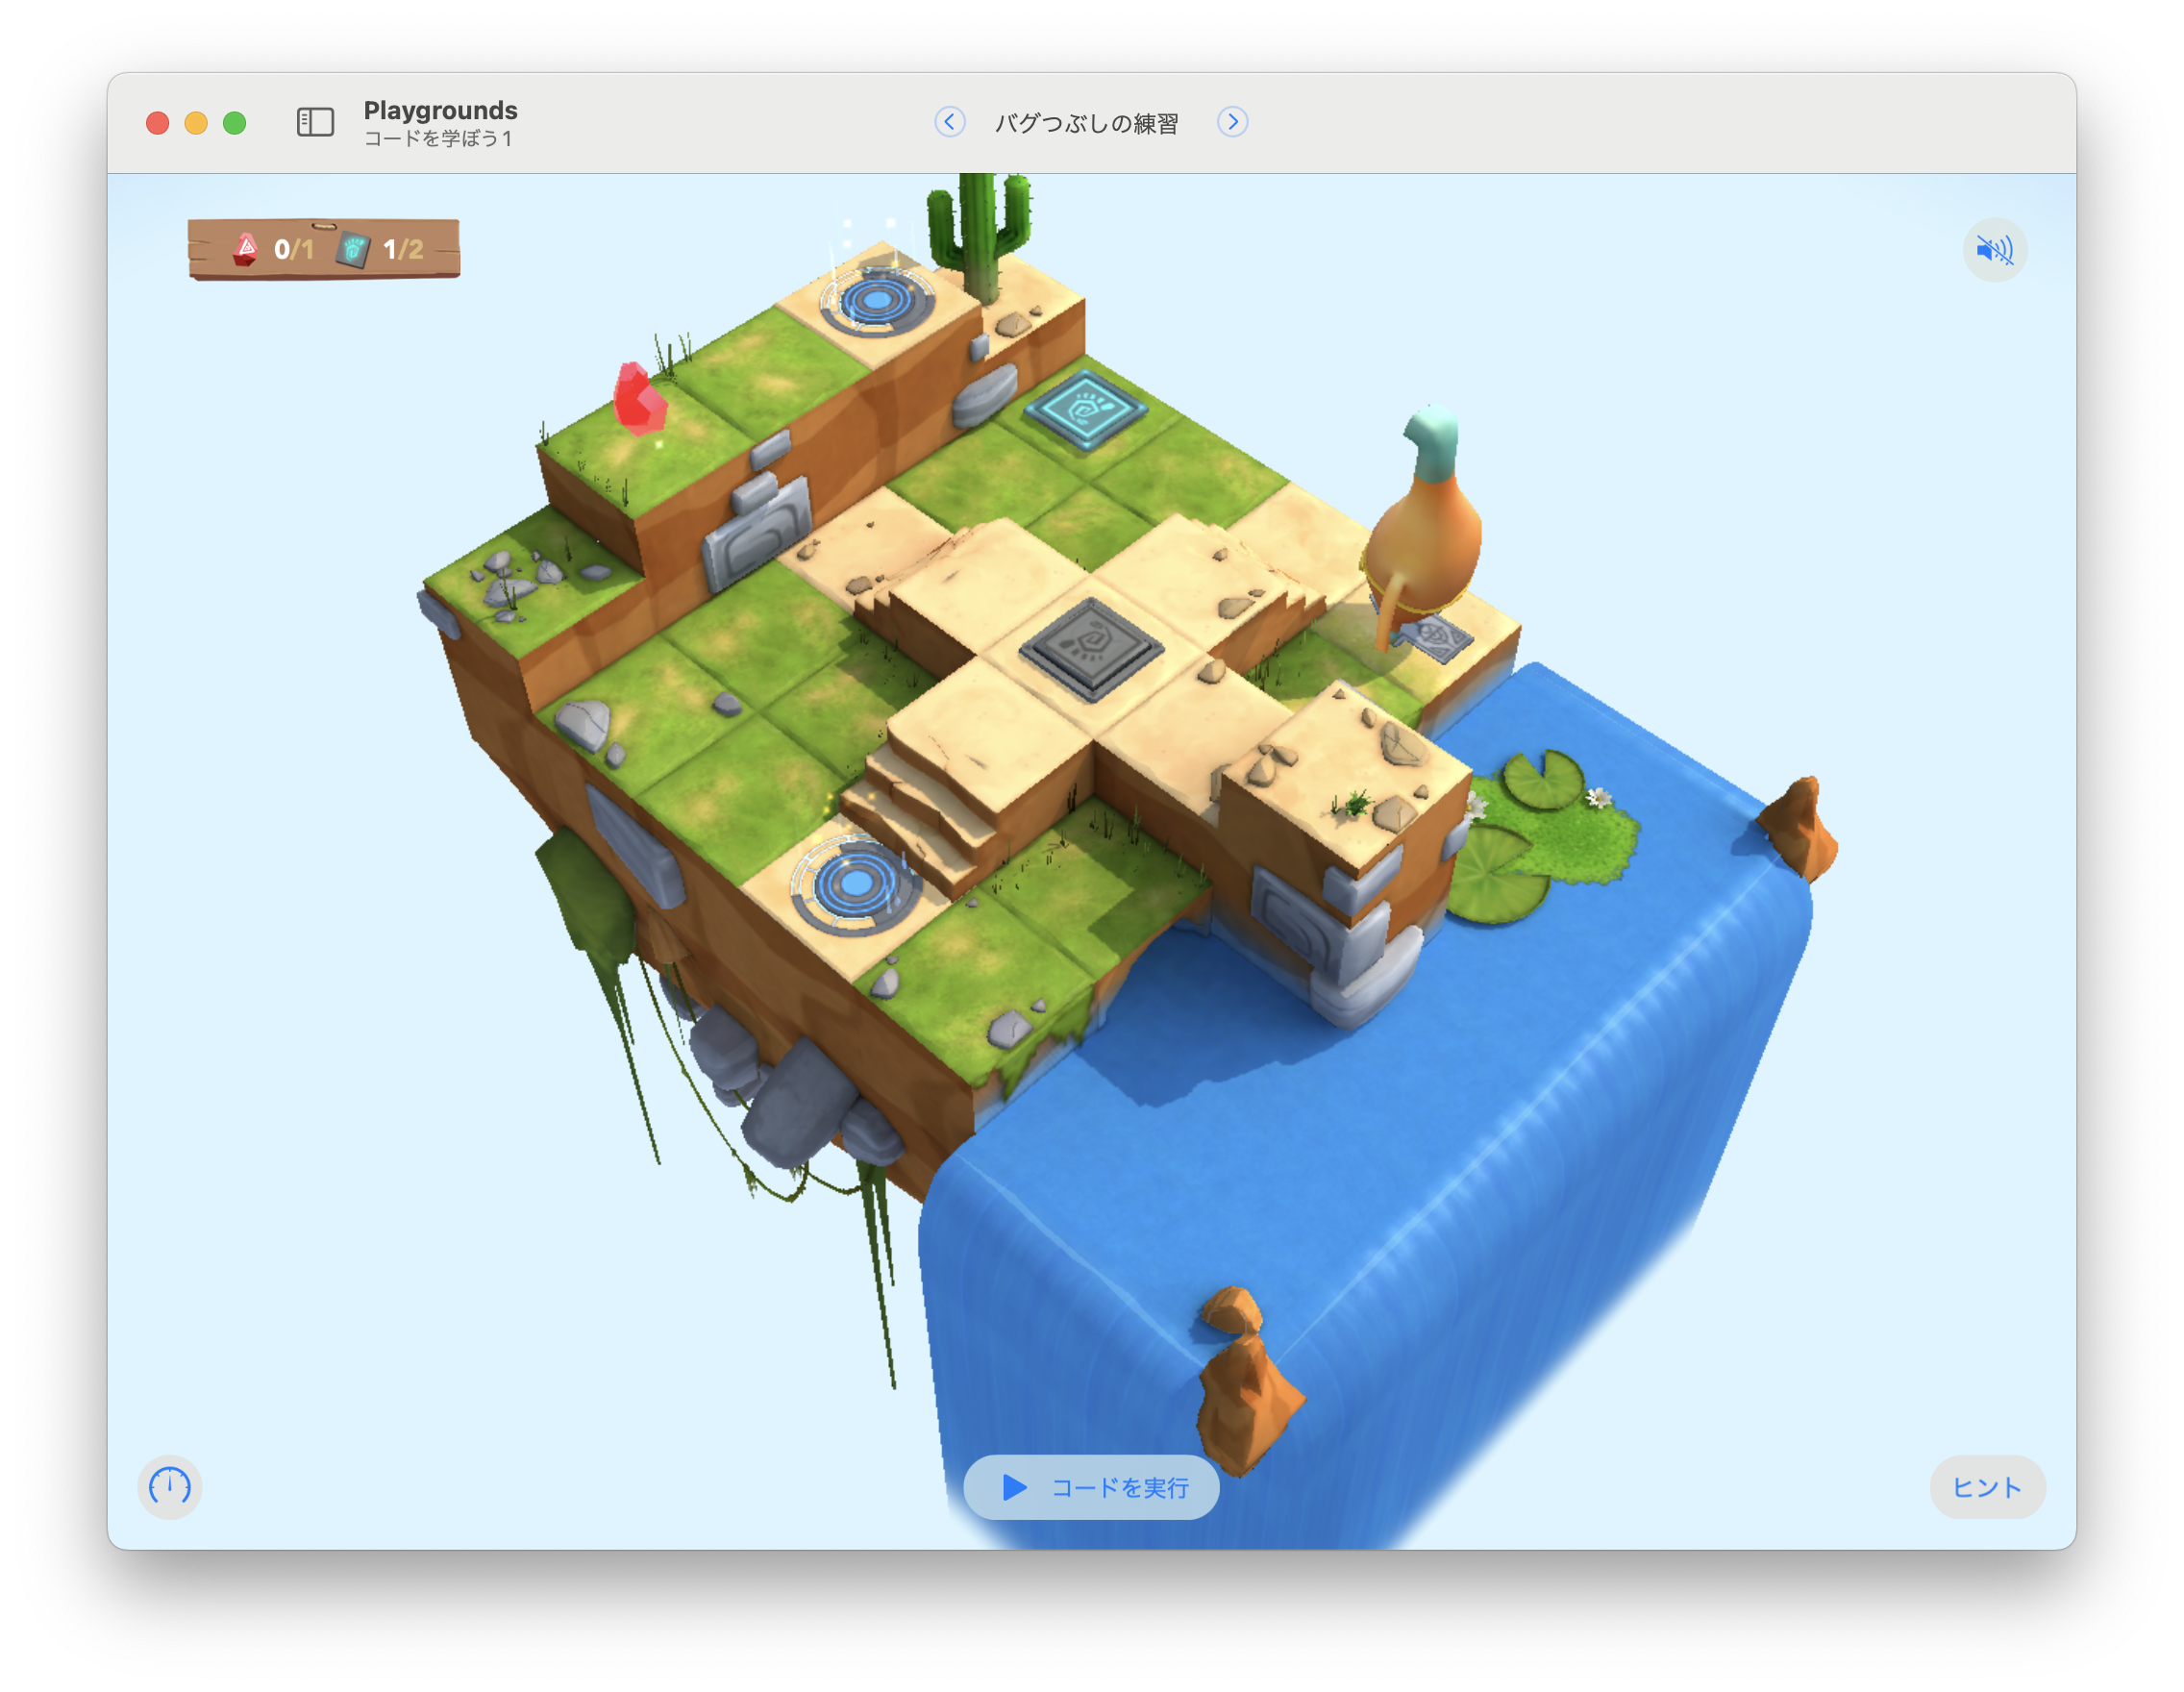 Playgrounds
コードを学ぼう1
バグつぶしの練習
0/1 1/2
コードを実行
ヒント